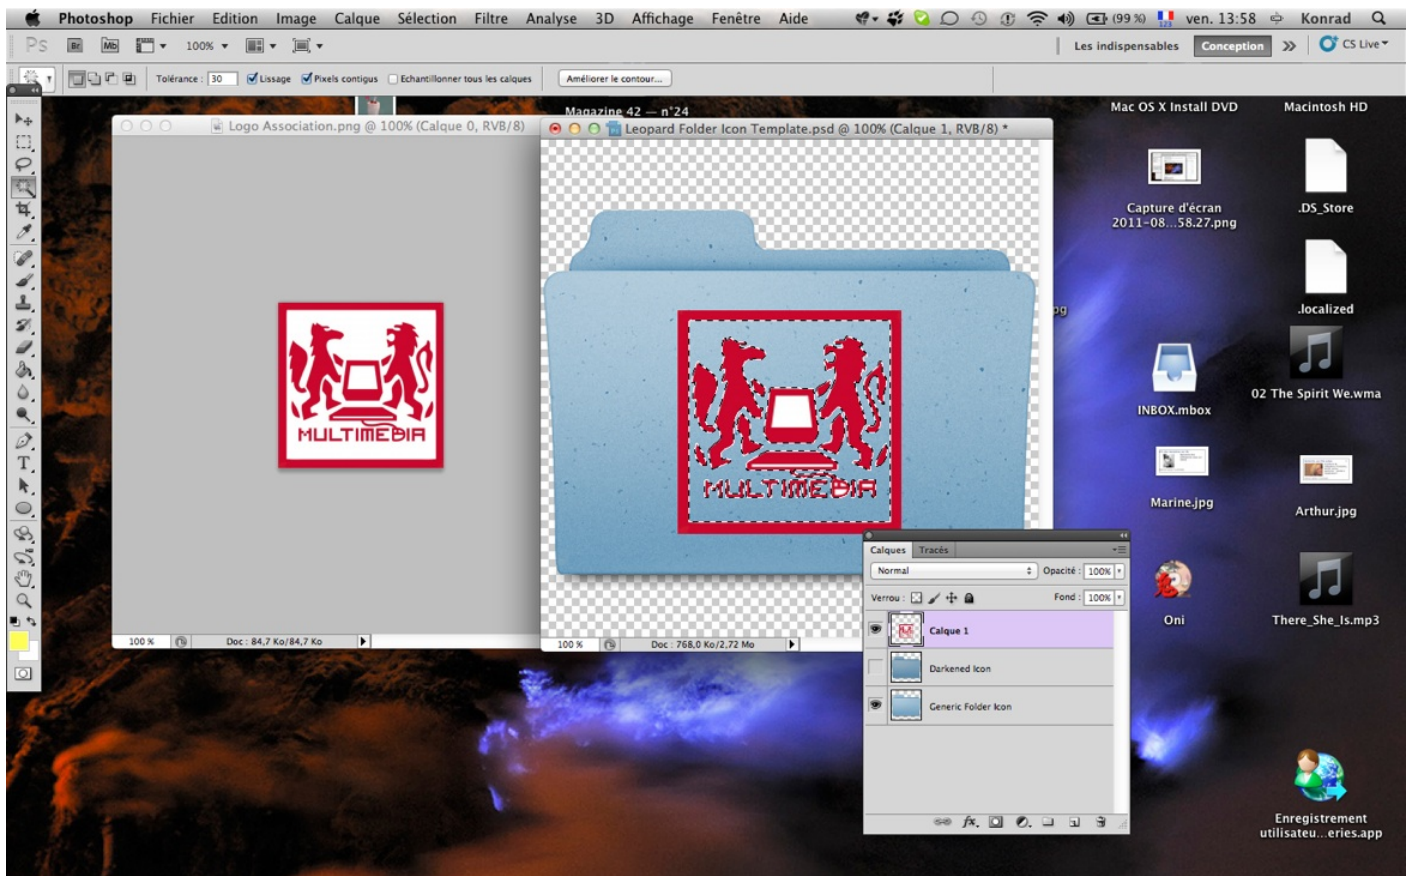 Photoshop Fichier Edition Image Calque Sélection Filtre Analyse 3D Affichage Fenêtre Aide (99 %) 123 ven. 13:58 Konrad
Ps Br Mb 100% Les indispensables Conception CS Live
Tolérance : 30 Lissage Pixels contigus Echantillonner tous les calques Améliorer le contour...
Magazine 42 — n°24
Mac OS X Install DVD Macintosh HD
Logo Association.png @ 100% (Calque 0, RVB/8)
Leopard Folder Icon Template.psd @ 100% (Calque 1, RVB/8) *
MULTIMEDIA
MULTIMEDIA
100 % Doc : 84,7 Ko/84,7 Ko
100 % Doc : 768,0 Ko/2,72 Mo
Calques Tracés
Normal Opacité : 100%
Verrou : Fond : 100%
Calque 1
Darkened Icon
Generic Folder Icon
fx.
T
Capture d'écran
2011-08...58.27.png
.DS_Store
pg
.localized
INBOX.mbox
02 The Spirit We.wma
Marine.jpg
Arthur.jpg
Oni
There_She_Is.mp3
Enregistrement
utilisateu...eries.app